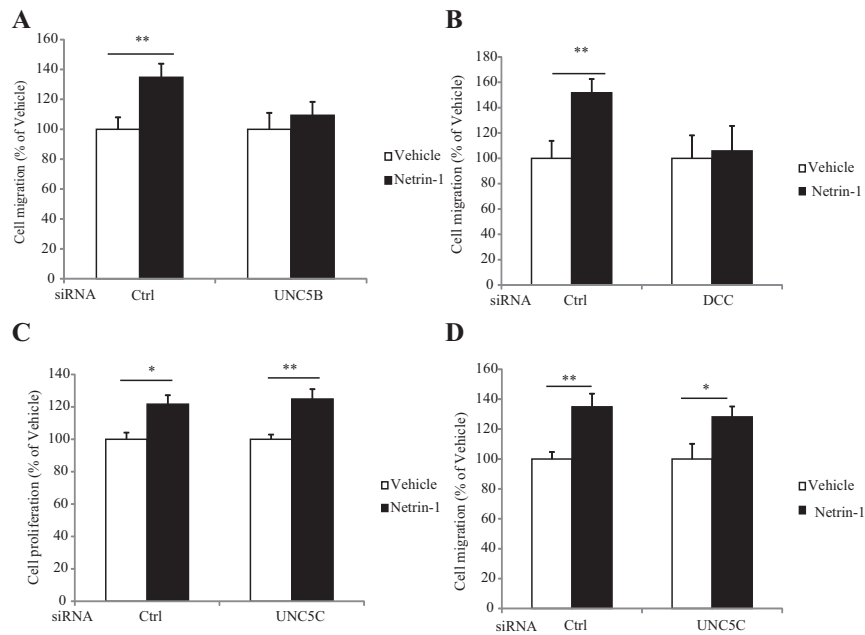 A
Cell migration (% of Vehicle)
160
140
120
100
80
60
40
20
0
**
siRNA Ctrl UNC5B
Vehicle
Netrin-1
B
Cell migration (% of Vehicle)
180
160
140
120
100
80
60
40
20
0
**
siRNA Ctrl DCC
Vehicle
Netrin-1
C
Cell proliferation (% of Vehicle)
140
120
100
80
60
40
20
0
*
**
siRNA Ctrl UNC5C
Vehicle
Netrin-1
D
Cell migration (% of Vehicle)
160
140
120
100
80
60
40
20
0
**
*
siRNA Ctrl UNC5C
Vehicle
Netrin-1